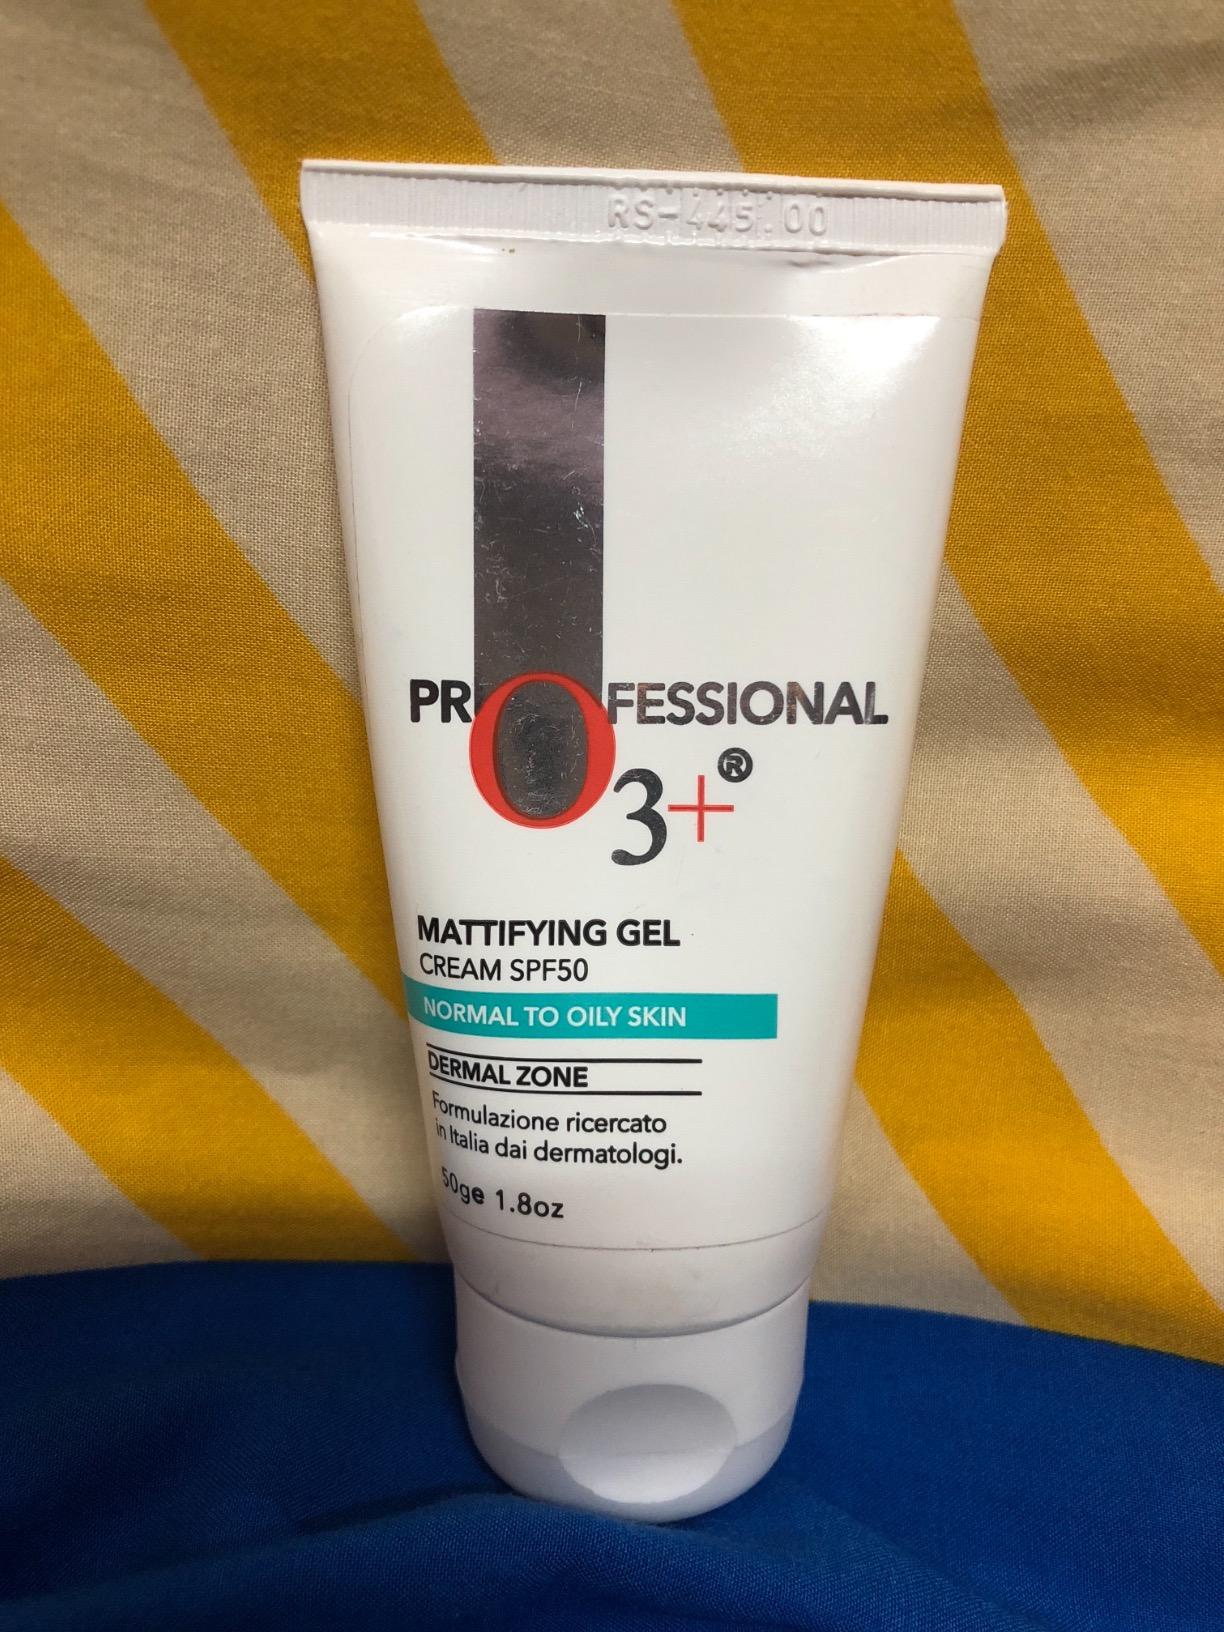 RS-445.00
PROFESSIONAL
O3+®
MATTIFYING GEL
CREAM SPF50
NORMAL TO OILY SKIN
DERMAL ZONE
Formulazione ricercato
in Italia dai dermatologi.
50ge 1.8oz